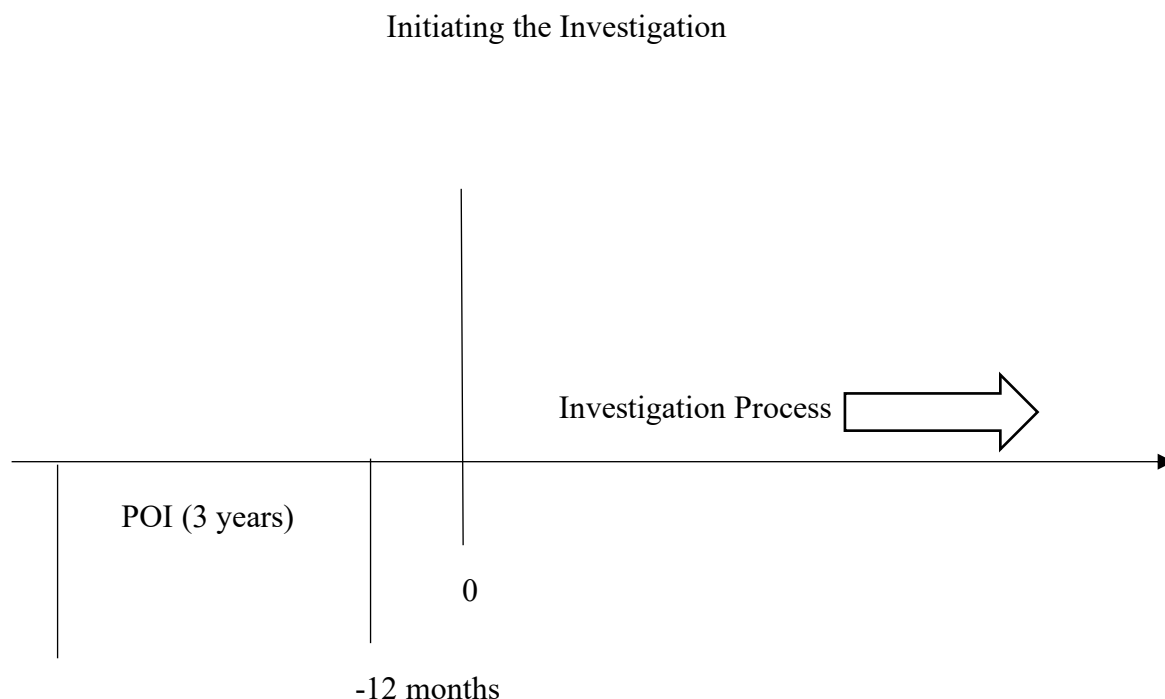 Initiating the Investigation
Investigation Process
POI (3 years)
0
-12 months